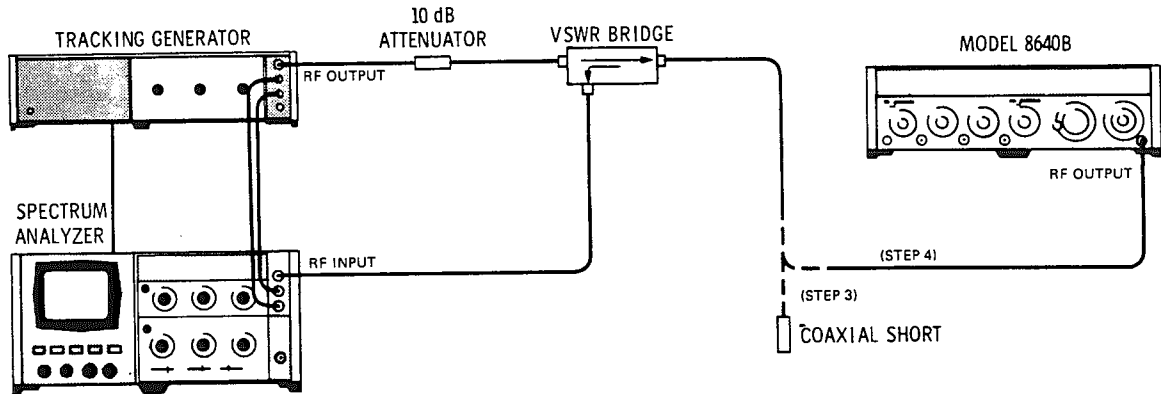 TRACKING GENERATOR
10 dB
ATTENUATOR
VSWR BRIDGE
MODEL 8640B
RF OUTPUT
RF OUTPUT
SPECTRUM
ANALYZER
RF INPUT
(STEP 4)
(STEP 3)
COAXIAL SHORT